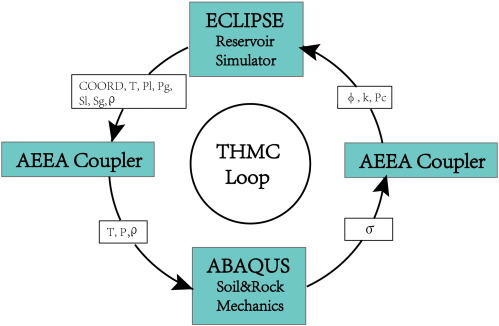 ECLIPSE
Reservoir
Simulator
COORD, T, Pl, Pg,
Sl, Sg,ρ
ϕ , k, Pc
AEEA Coupler
THMC
Loop
AEEA Coupler
T, P,ρ
σ
ABAQUS
Soil&Rock
Mechanics